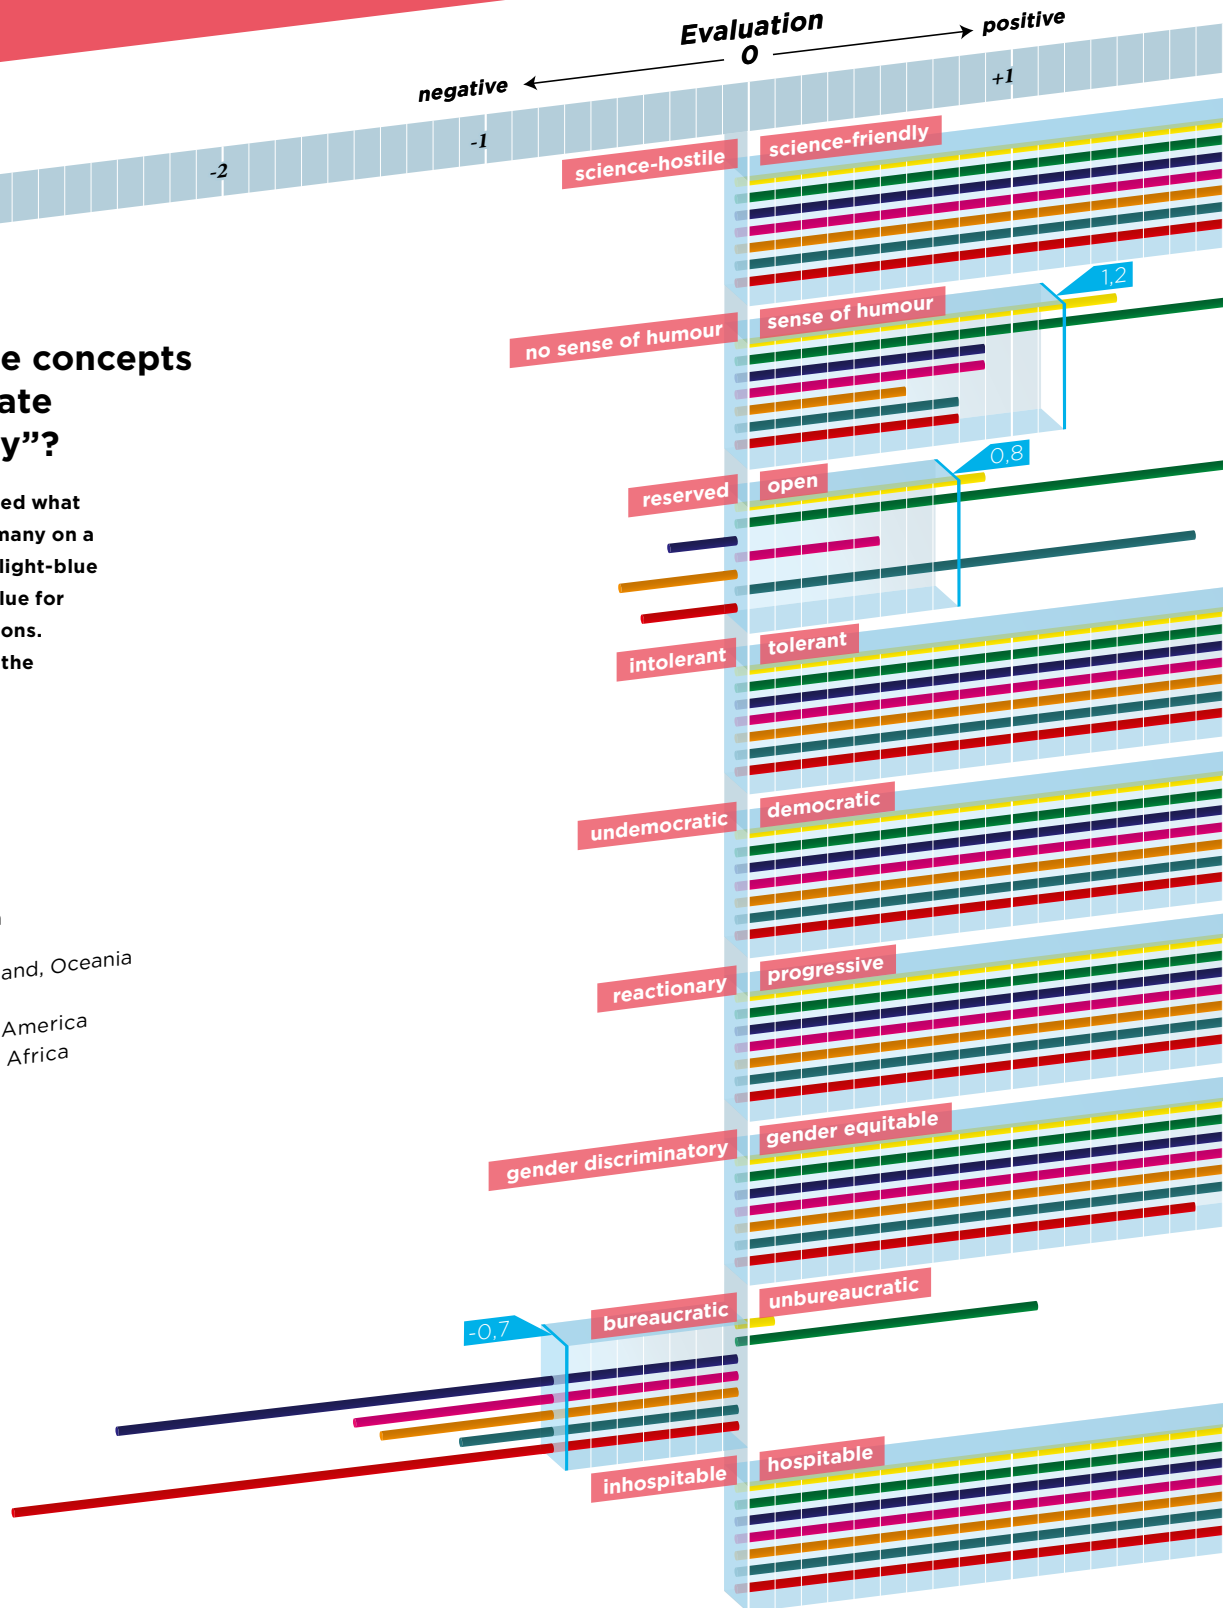 Evaluation
0
negative
positive
-2
-1
+1
science-hostile
science-friendly
1,2
no sense of humour
sense of humour
e concepts
ate
y”?
ed what
many on a
light-blue
lue for
ons.
the
0,8
reserved
open
intolerant
tolerant
undemocratic
democratic
and, Oceania
America
Africa
reactionary
progressive
gender discriminatory
gender equitable
-0,7
bureaucratic
unbureaucratic
inhospitable
hospitable